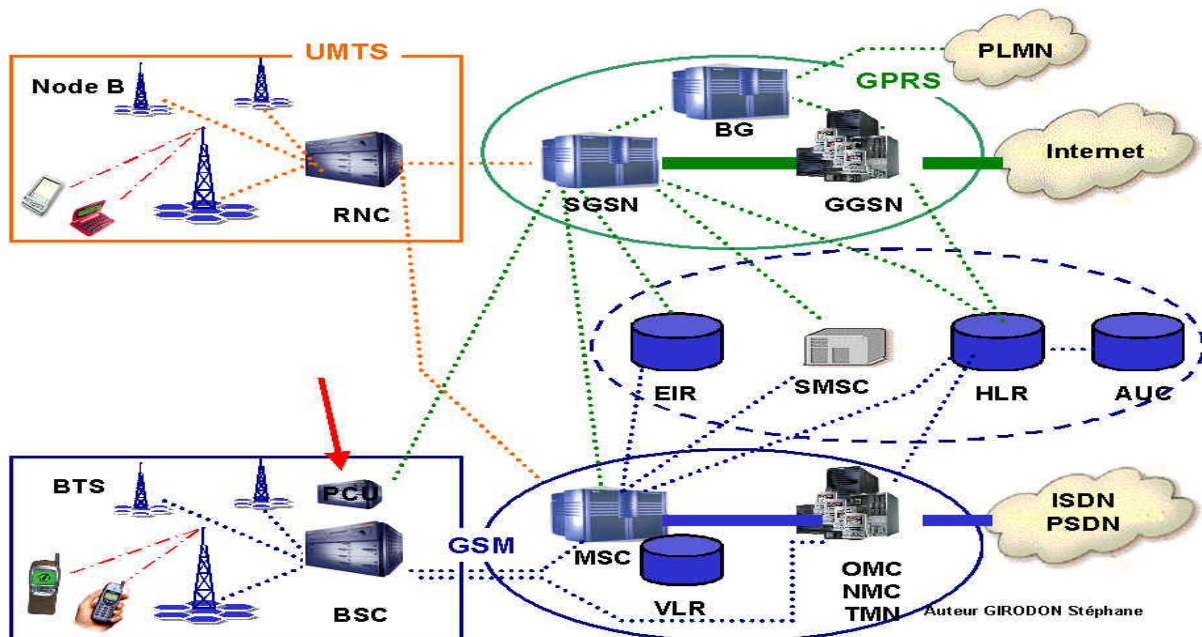 UMTS
PLMN
Node B
GPRS
BG
Internet
RNC
SGSN
GGSN
EIR
SMSC
HLR
AUC
BTS
PCU
ISDN
PSDN
GSM
MSC
BSC
VLR
OMC
NMC
TMN
Auteur GIRODON Stéphane